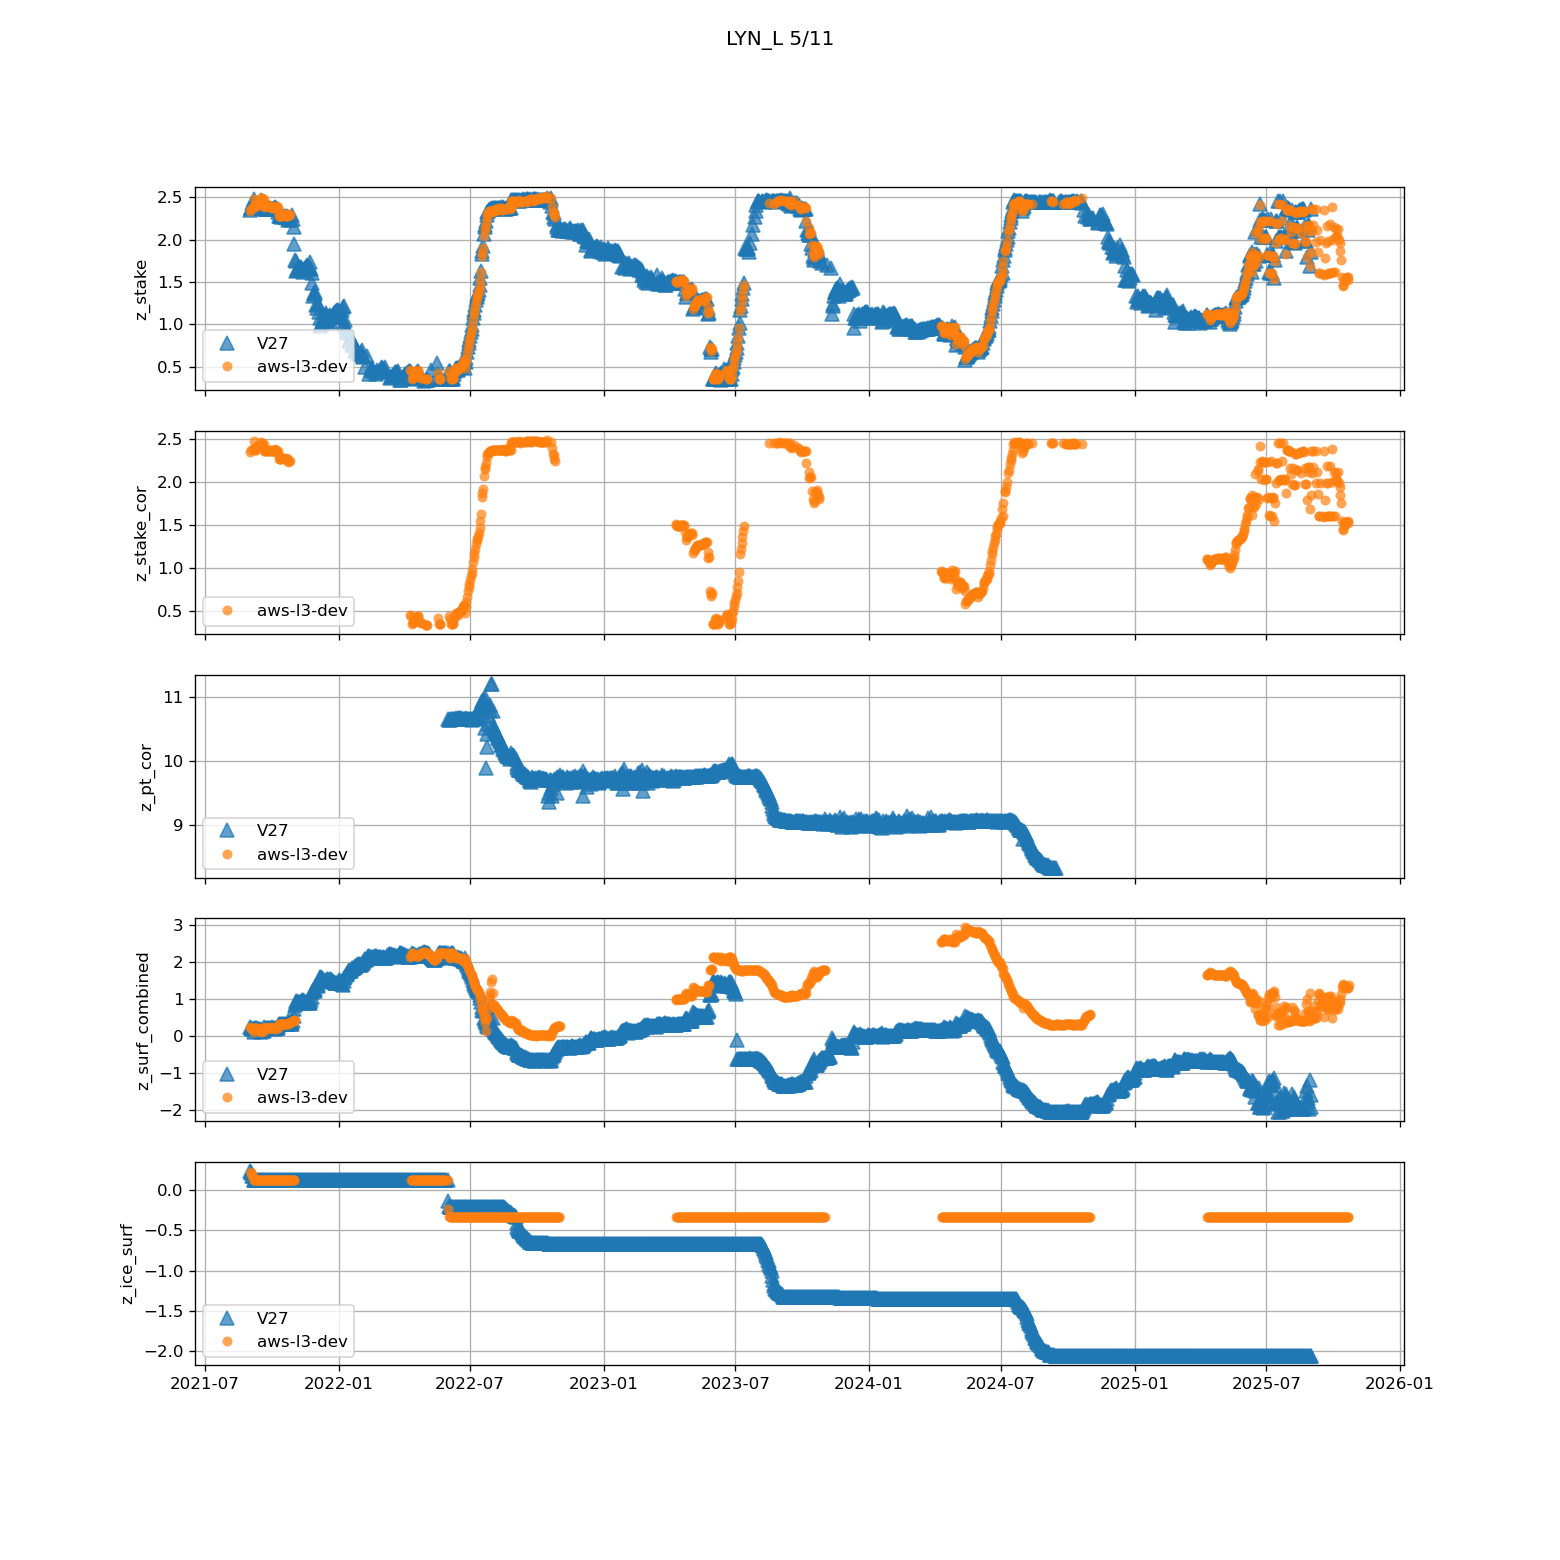 LYN_L 5/11
2.5
2.0
1.5
1.0
0.5
z_stake
V27
aws-l3-dev
2.5
2.0
1.5
1.0
0.5
z_stake_cor
aws-l3-dev
11
10
9
z_pt_cor
V27
aws-l3-dev
3
2
1
0
−1
−2
z_surf_combined
V27
aws-l3-dev
0.0
−0.5
−1.0
−1.5
−2.0
z_ice_surf
V27
aws-l3-dev
2021-07 2022-01 2022-07 2023-01 2023-07 2024-01 2024-07 2025-01 2025-07 2026-01